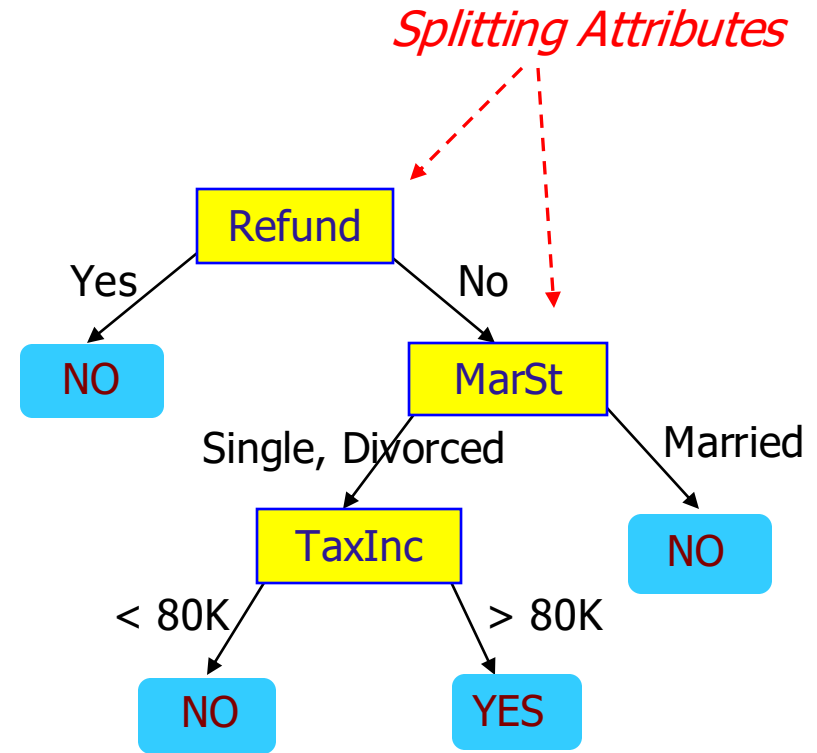 Splitting Attributes
Refund
Yes
No
NO
MarSt
Single, Divorced
Married
TaxInc
NO
< 80K
> 80K
NO
YES